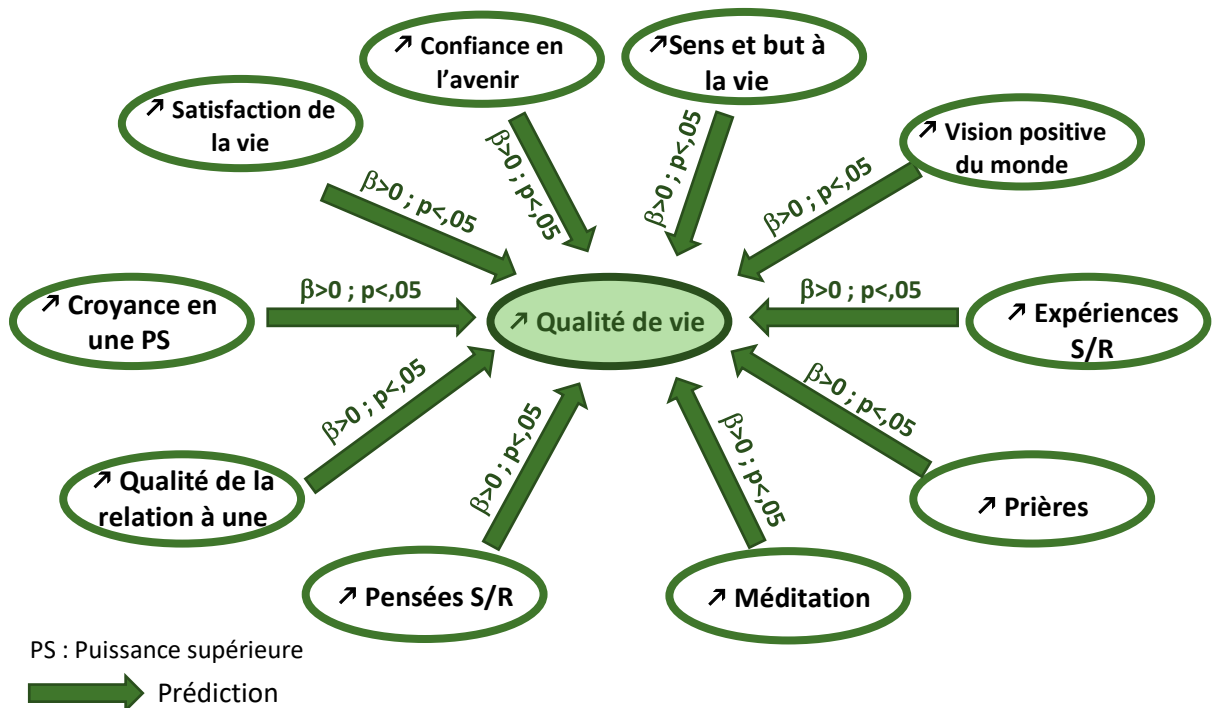 ↗ Confiance en
l’avenir
↗Sens et but à
la vie
↗ Satisfaction de
la vie
↗ Vision positive
du monde
β>0 ; p<,05
β>0 ; p<,05
β>0 ; p<,05
β>0 ; p<,05
↗ Croyance en
une PS
β>0 ; p<,05
↗ Qualité de vie
β>0 ; p<,05
↗ Expériences
S/R
β>0 ; p<,05
β>0 ; p<,05
β>0 ; p<,05
β>0 ; p<,05
↗ Qualité de la
relation à une
↗ Prières
↗ Pensées S/R
↗ Méditation
PS : Puissance supérieure
Prédiction